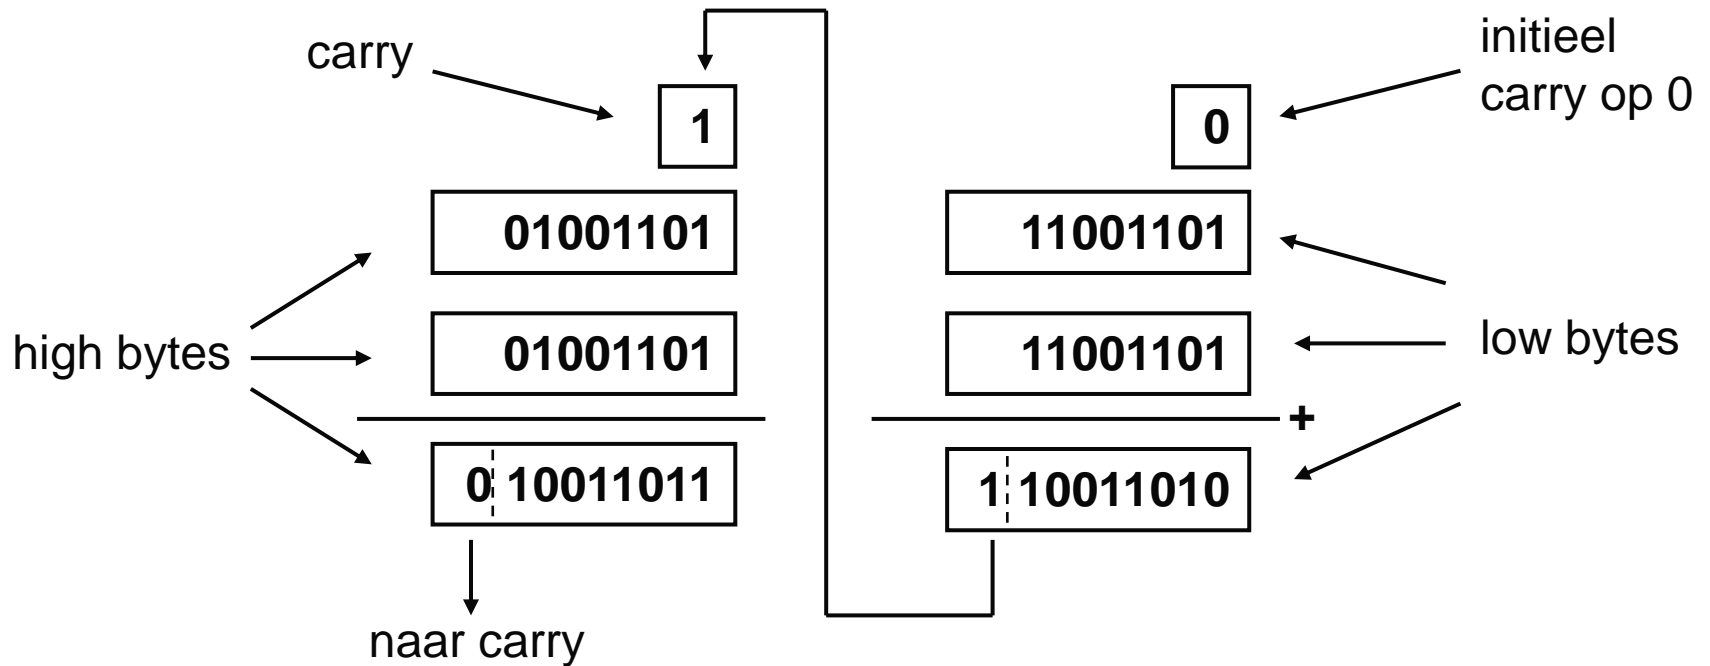 carry
initieel
carry op 0
1
0
01001101
11001101
high bytes
01001101
11001101
low bytes
+
0 10011011
1 10011010
naar carry